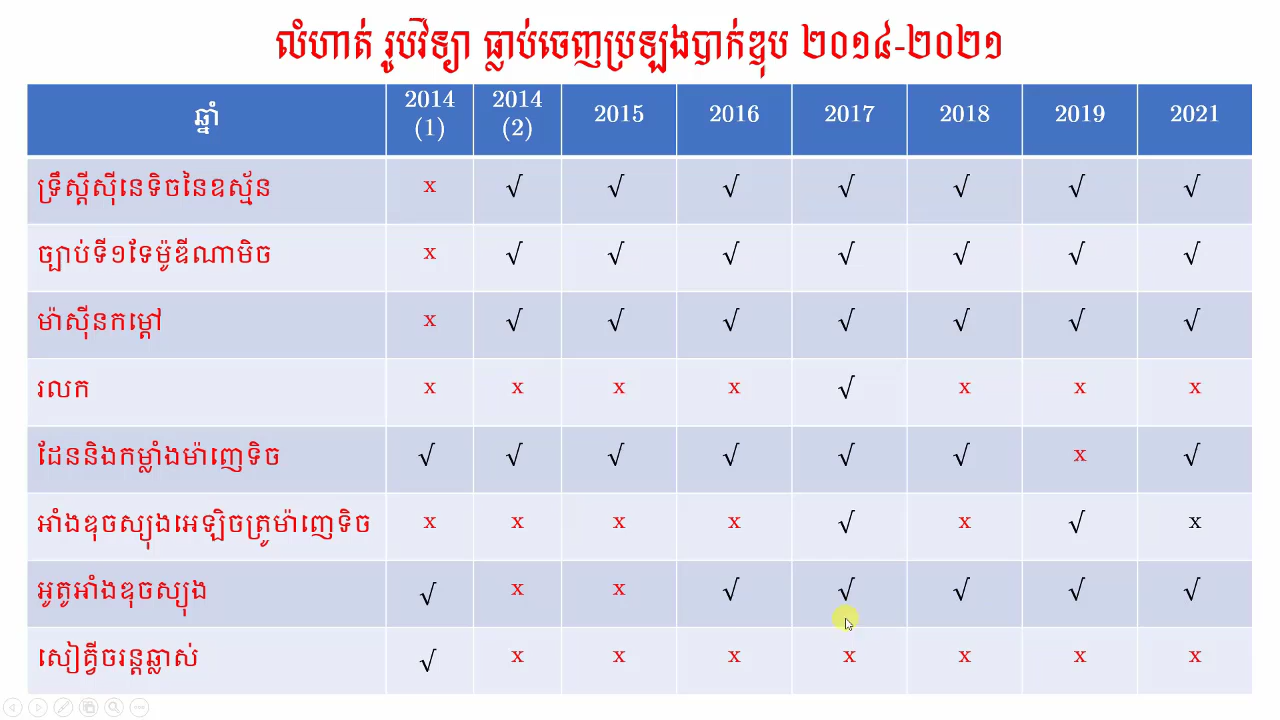 លំហាត់ រូបវិទ្យា ធ្លាប់ចេញប្រឡងបាក់ឌុប ២០១៤-២០២១
ឆ្នាំ 2014 (1) 2014 (2) 2015 2016 2017 2018 2019 2021
ទ្រឹស្តីស៊ីនេទិចនៃឧស្ម័ន x √ √ √ √ √ √ √
ច្បាប់ទី១ទែម៉ូឌីណាមិច x √ √ √ √ √ √ √
ម៉ាស៊ីនកម្តៅ x √ √ √ √ √ √ √
រលក x x x x √ x x x
ដែននិងកម្លាំងម៉ាញេទិច √ √ √ √ √ √ x √
អាំងឌុចស្យុងអេឡិចត្រូម៉ាញេទិច x x x x √ x √ x
អូតូអាំងឌុចស្យុង √ x x √ √ √ √ √
សៀគ្វីចរន្តឆ្លាស់ √ x x x x x x x